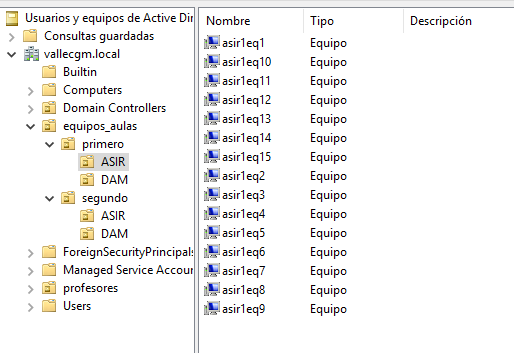 Usuarios y equipos de Active Dir
Consultas guardadas
vallecgm.local
Builtin
Computers
Domain Controllers
equipos_aulas
primero
ASIR
DAM
segundo
ASIR
DAM
ForeignSecurityPrincipals
Managed Service Accour
profesores
Users
Nombre Tipo Descripción
asir1eq1 Equipo
asir1eq10 Equipo
asir1eq11 Equipo
asir1eq12 Equipo
asir1eq13 Equipo
asir1eq14 Equipo
asir1eq15 Equipo
asir1eq2 Equipo
asir1eq3 Equipo
asir1eq4 Equipo
asir1eq5 Equipo
asir1eq6 Equipo
asir1eq7 Equipo
asir1eq8 Equipo
asir1eq9 Equipo